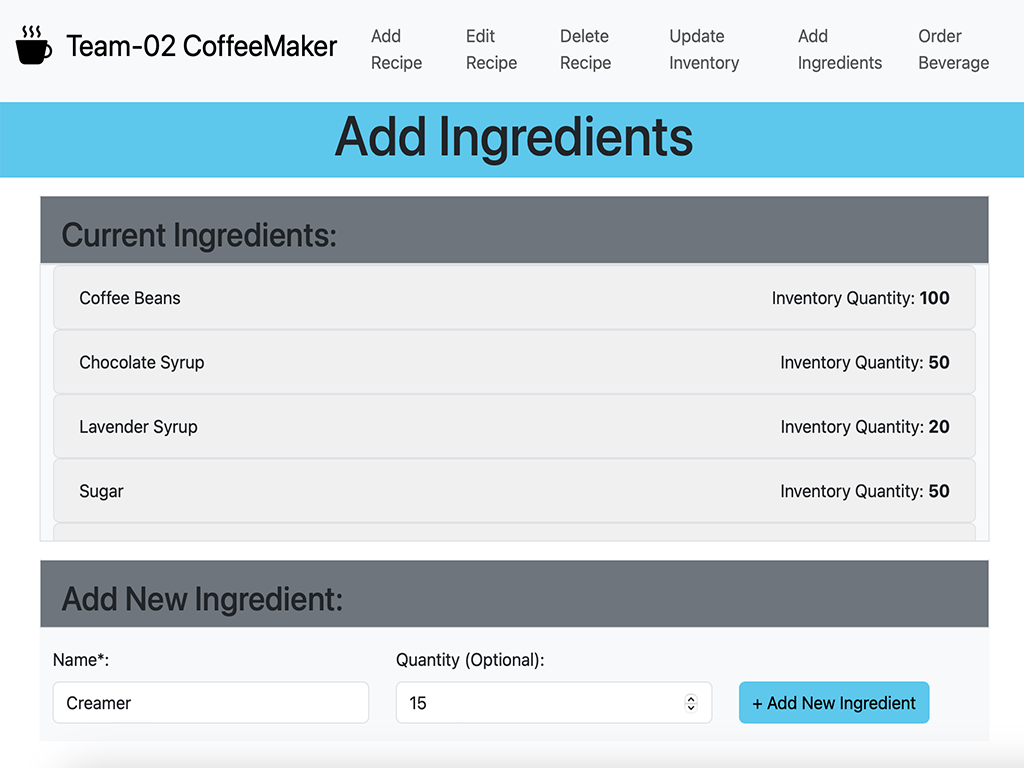 Team-02 CoffeeMaker
Add Recipe
Edit Recipe
Delete Recipe
Update Inventory
Add Ingredients
Order Beverage
Add Ingredients
Current Ingredients:
Coffee Beans Inventory Quantity: 100
Chocolate Syrup Inventory Quantity: 50
Lavender Syrup Inventory Quantity: 20
Sugar Inventory Quantity: 50
Add New Ingredient:
Name*: Quantity (Optional):
Creamer 15 + Add New Ingredient